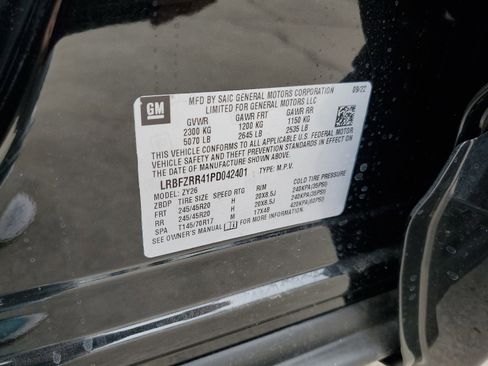 GM
MFD BY SAIC GENERAL MOTORS CORPORATION 09/22
LIMITED FOR GENERAL MOTORS LLC
GVWR GAWR FRT GAWR RR
2300 KG 1200 KG 1150 KG
5070 LB 2645 LB 2535 LB
THIS VEHICLE CONFORMS TO ALL APPLICABLE U.S. FEDERAL MOTOR
VEHICLE SAFETY AND THEFT PREVENTION STANDARDS IN EFFECT ON
THE DATE OF MANUFACTURE SHOWN ABOVE.
LRBFZRR41PD042401 TYPE: M.P.V.
MODEL: ZY26
ZBDP TIRE SIZE SPEED RTG RIM COLD TIRE PRESSURE
FRT 245/45R20 H 20X8.5J 240KPA(35PSI)
RR 245/45R20 H 20X8.5J 240KPA(35PSI)
SPA T145/70R17 M 17X4B 420KPA(60PSI)
SEE OWNER'S MANUAL FOR MORE INFORMATION.